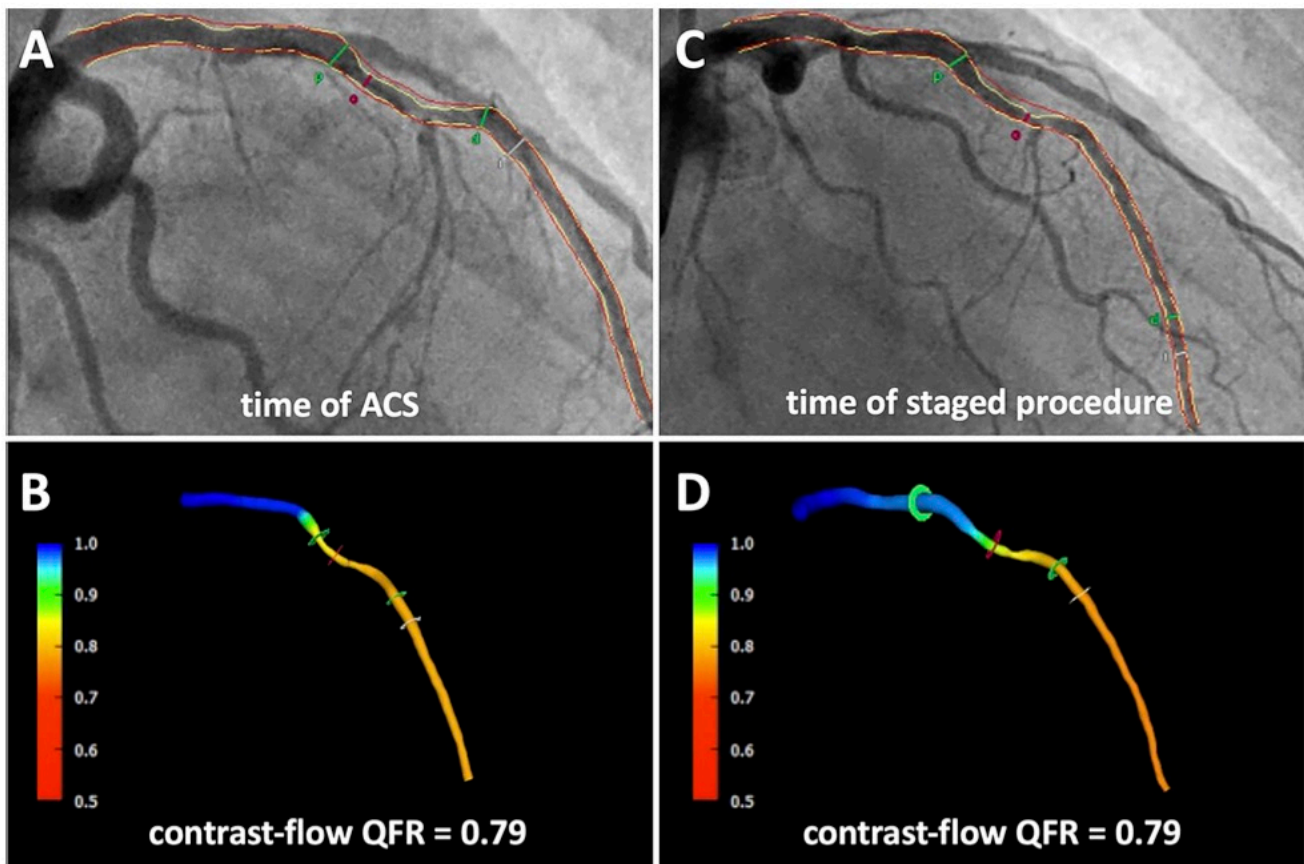 A
p
o
d
time of ACS
C
p
o
d
time of staged procedure
B
1.0
0.9
0.8
0.7
0.6
0.5
contrast-flow QFR = 0.79
D
1.0
0.9
0.8
0.7
0.6
0.5
contrast-flow QFR = 0.79